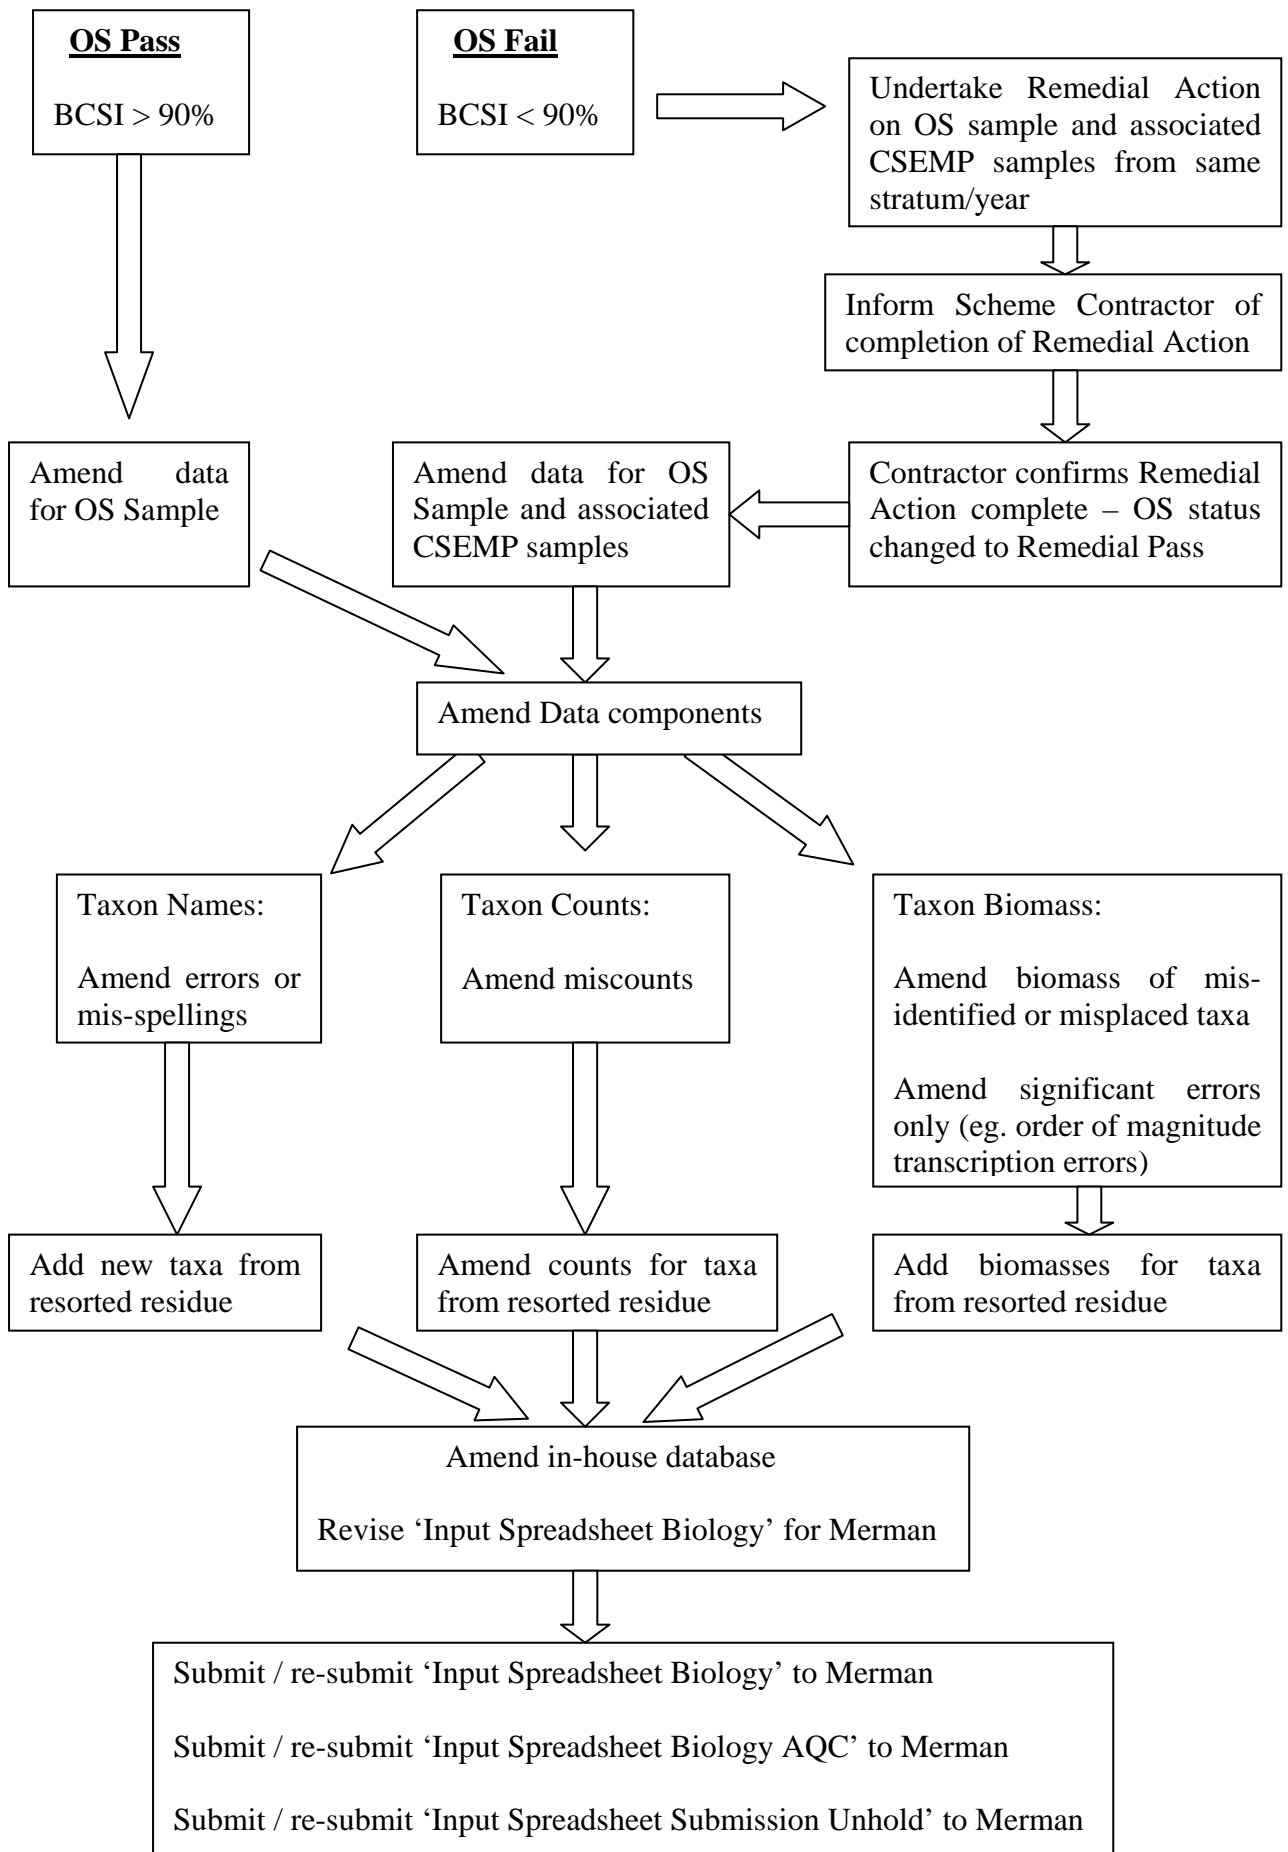 OS Pass
BCSI > 90%
OS Fail
BCSI < 90%
Undertake Remedial Action
on OS sample and associated
CSEMP samples from same
stratum/year
Inform Scheme Contractor of
completion of Remedial Action
Amend data
for OS Sample
Amend data for OS
Sample and associated
CSEMP samples
Contractor confirms Remedial
Action complete – OS status
changed to Remedial Pass
Amend Data components
Taxon Names:
Amend errors or
mis-spellings
Taxon Counts:
Amend miscounts
Taxon Biomass:
Amend biomass of mis-
identified or misplaced taxa
Amend significant errors
only (eg. order of magnitude
transcription errors)
Add new taxa from
resorted residue
Amend counts for taxa
from resorted residue
Add biomasses for taxa
from resorted residue
Amend in-house database
Revise ‘Input Spreadsheet Biology’ for Merman
Submit / re-submit ‘Input Spreadsheet Biology’ to Merman
Submit / re-submit ‘Input Spreadsheet Biology AQC’ to Merman
Submit / re-submit ‘Input Spreadsheet Submission Unhold’ to Merman